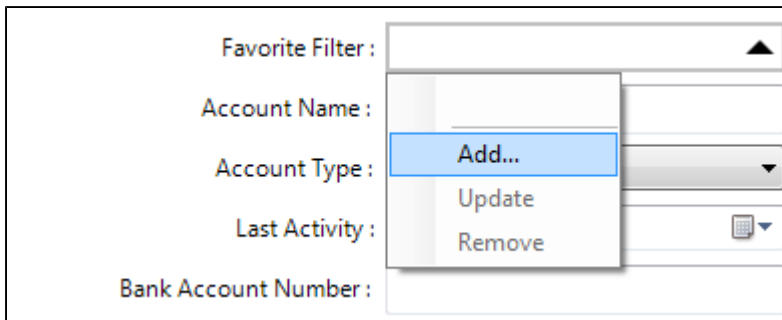 Favorite Filter :
Account Name :
Add...
Account Type :
Update
Last Activity :
Remove
Bank Account Number :